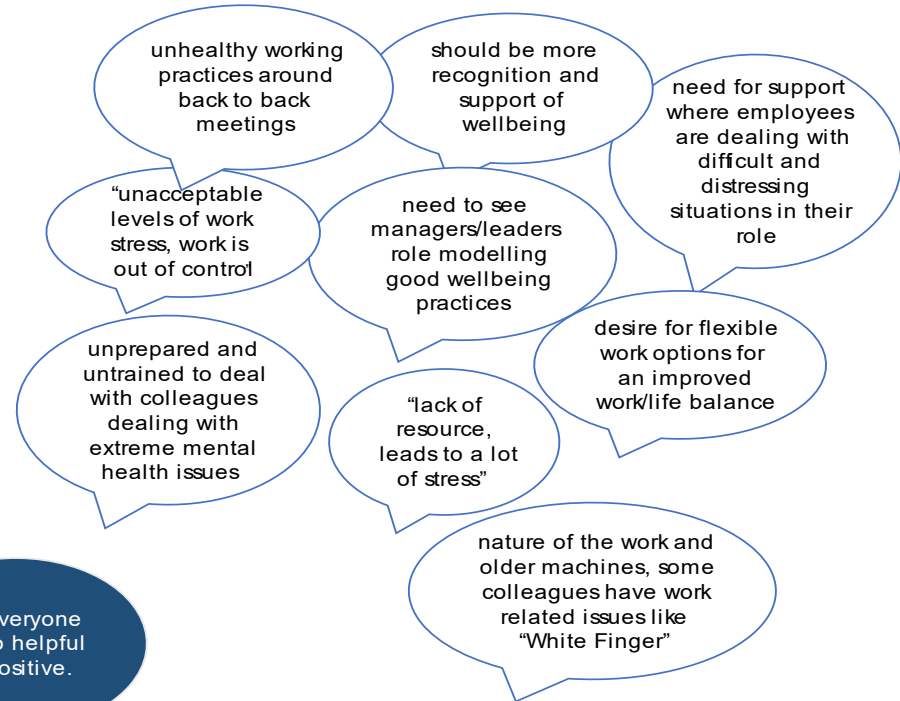 unhealthy working
practices around
back to back
meetings
should be more
recognition and
support of
wellbeing
need for support
where employees
are dealing with
difficult and
distressing
situations in their
role
“unacceptable
levels of work
stress, work is
out of control
need to see
managers/leaders
role modelling
good wellbeing
practices
desire for flexible
work options for
an improved
work/life balance
unprepared and
untrained to deal
with colleagues
dealing with
extreme mental
health issues
“lack of
resource,
leads to a lot
of stress”
nature of the work and
older machines, some
colleagues have work
related issues like
“White Finger”
veryone
helpful
ositive.